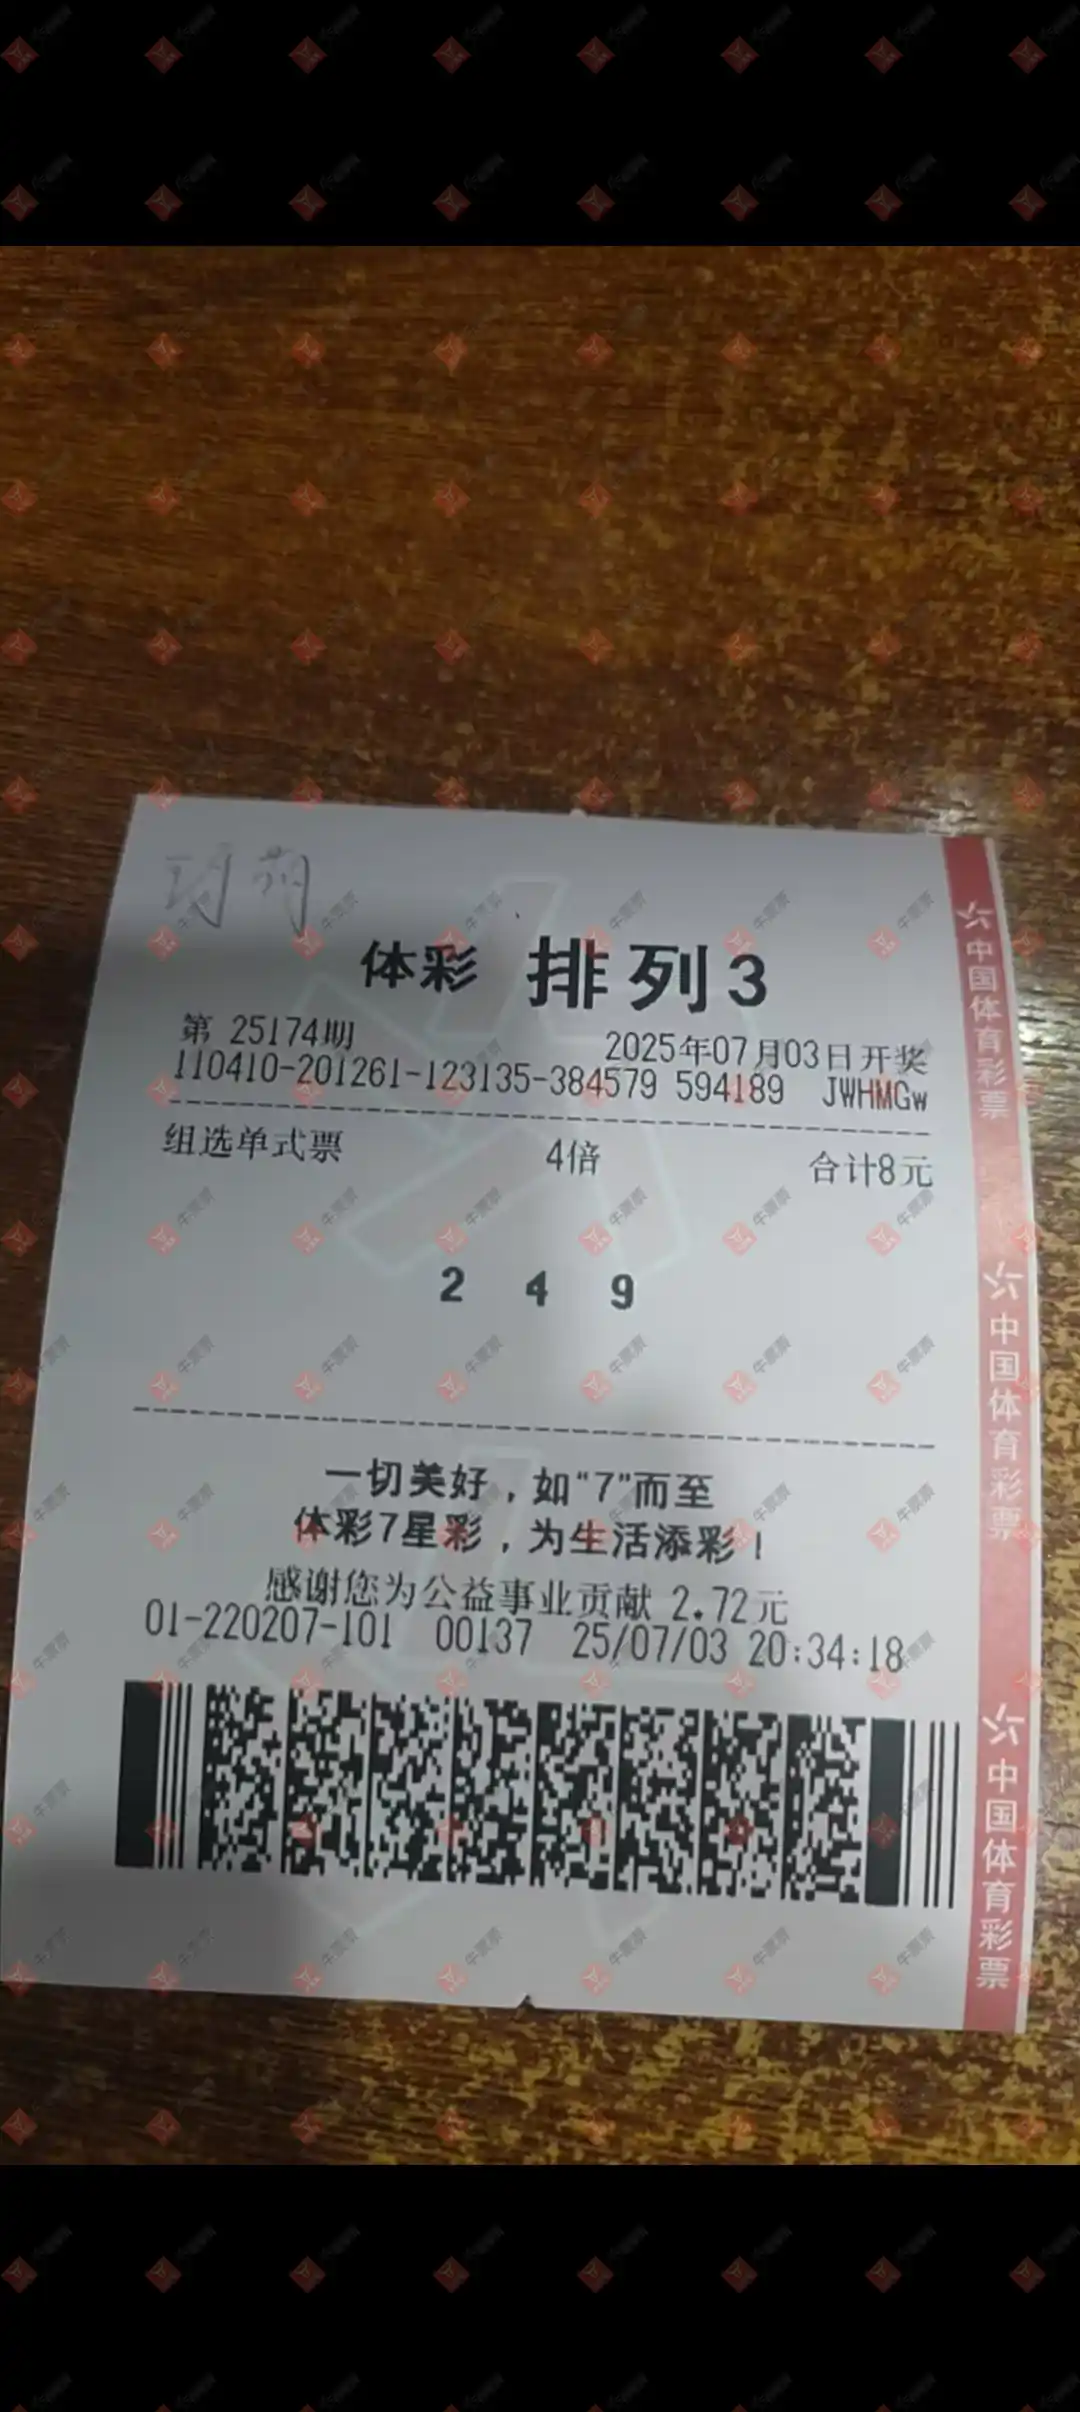 体彩 排列3
第 25174期 2025年07月03日开奖
110410-201261-123135-384579 594189 JWHMGw
组选单式票 4倍 合计8元
2 4 9
一切美好，如“7”而至
体彩7星彩，为生活添彩！
感谢您为公益事业贡献 2.72元
01-220207-101 00137 25/07/03 20:34:18
中国体育彩票
中国体育彩票
中国体育彩票
牛票票